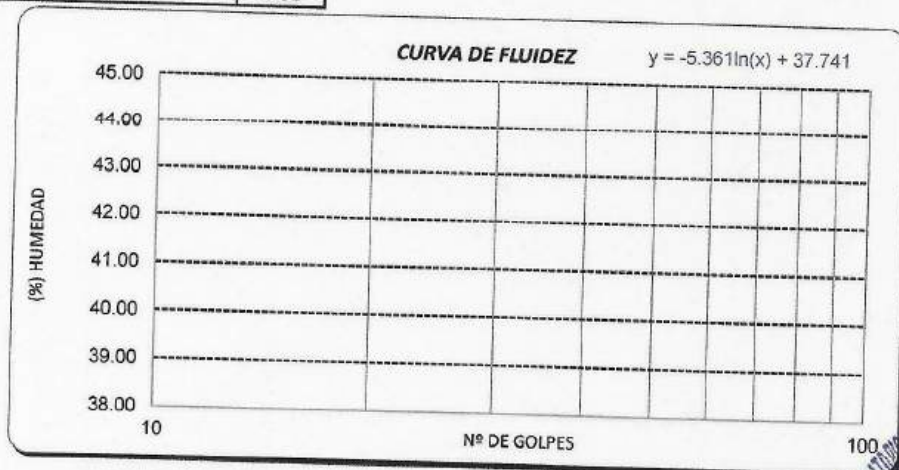 CURVA DE FLUIDEZ
y = -5.361ln(x) + 37.741
45.00
44.00
43.00
42.00
41.00
40.00
39.00
38.00
(%) HUMEDAD
10
100
Nº DE GOLPES